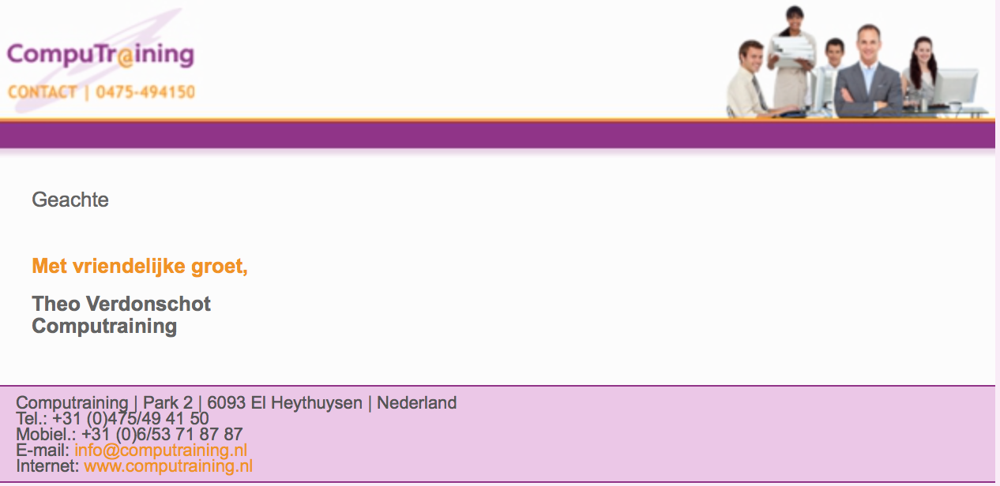 CompuTr@ining
CONTACT | 0475-494150
Geachte
Met vriendelijke groet,
Theo Verdonschot
Computraining
Computraining | Park 2 | 6093 El Heythuysen | Nederland
Tel.: +31 (0)475/49 41 50
Mobiel.: +31 (0)6/53 71 87 87
E-mail: info@computraining.nl
Internet: www.computraining.nl